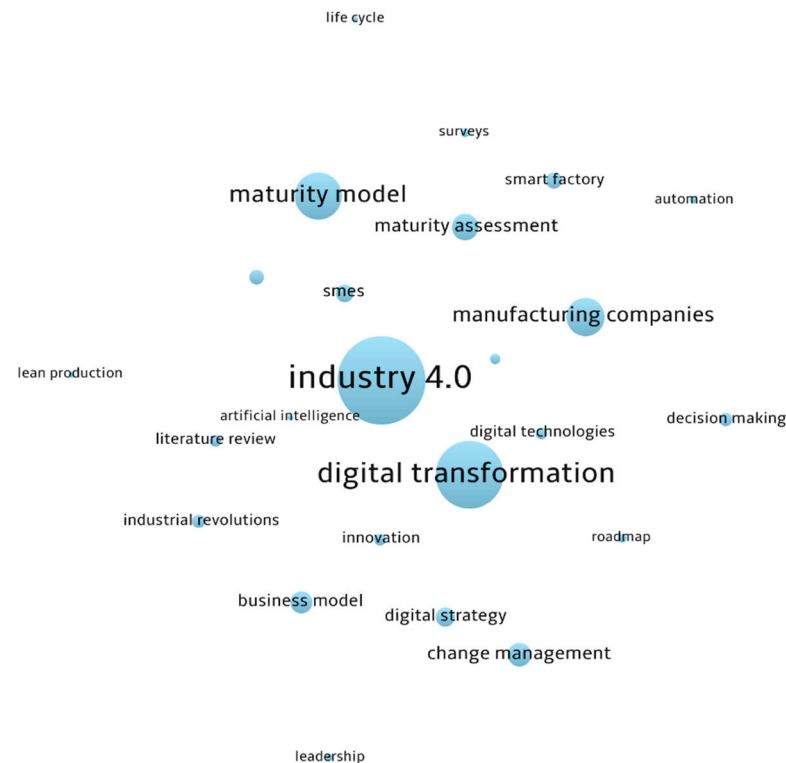 life cycle
surveys
smart factory
maturity model
automation
maturity assessment
smes
manufacturing companies
lean production
industry 4.0
artificial intelligence
decision making
digital technologies
literature review
digital transformation
industrial revolutions
innovation
roadmap
business model
digital strategy
change management
leadership